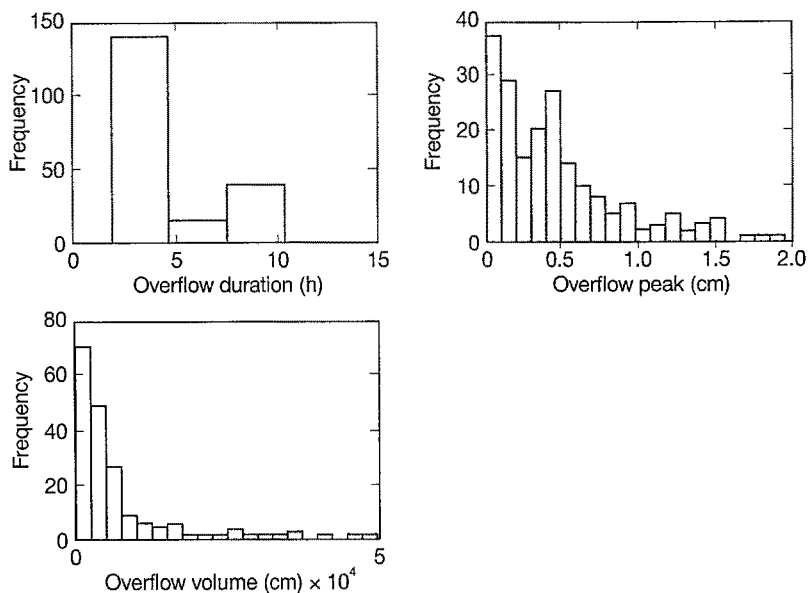 150
100
50
0
Frequency
0 5 10 15
Overflow duration (h)
40
30
20
10
0
Frequency
0 0.5 1.0 1.5 2.0
Overflow peak (cm)
80
60
40
20
0
Frequency
0 5
Overflow volume (cm) × 10⁴